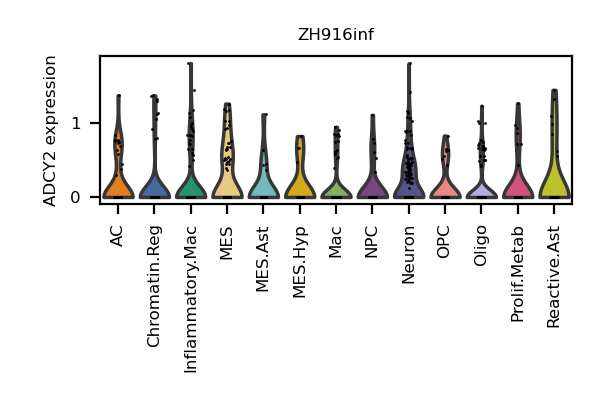 ZH916inf
ADCY2 expression
1
0
AC
Chromatin.Reg
Inflammatory.Mac
MES
MES.Ast
MES.Hyp
Mac
NPC
Neuron
OPC
Oligo
Prolif.Metab
Reactive.Ast